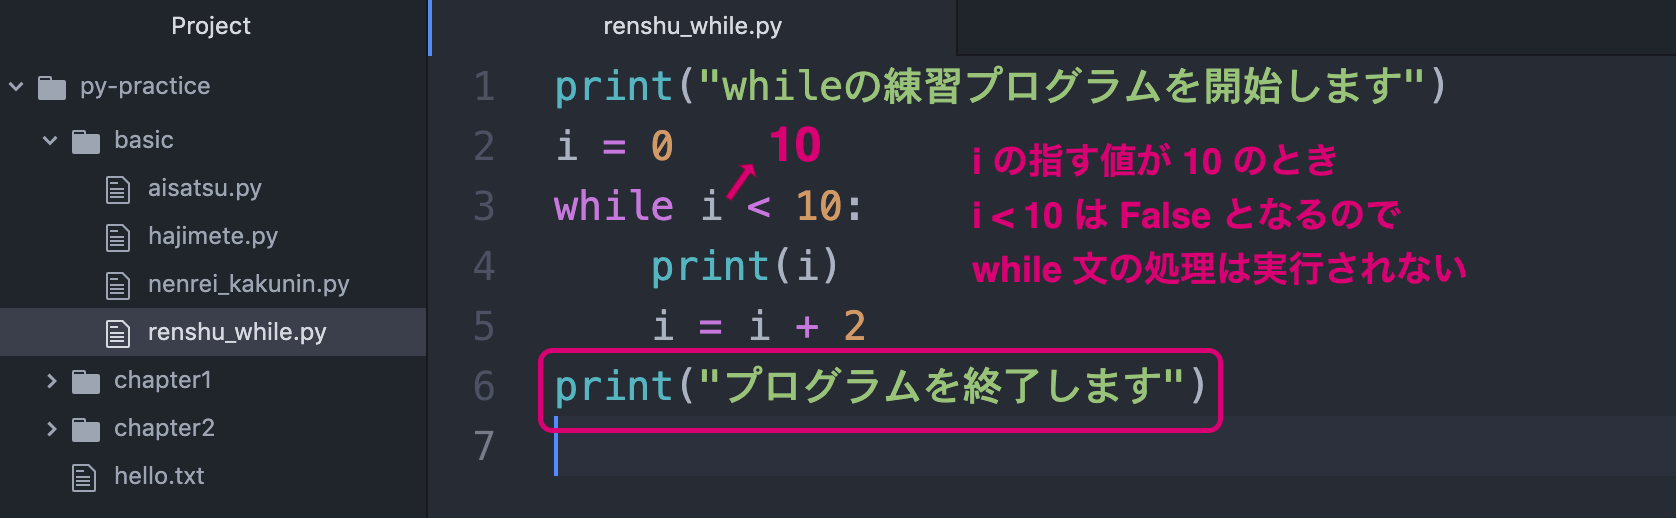 Project
py-practice
basic
aisatsu.py
hajimete.py
nenrei_kakunin.py
renshu_while.py
chapter1
chapter2
hello.txt
renshu_while.py
1 print("whileの練習プログラムを開始します")
2 i = 0
10
3 while i < 10:
4 print(i)
5 i = i + 2
6 print("プログラムを終了します")
7
i の指す値が 10 のとき
i < 10 は False となるので
while 文の処理は実行されない